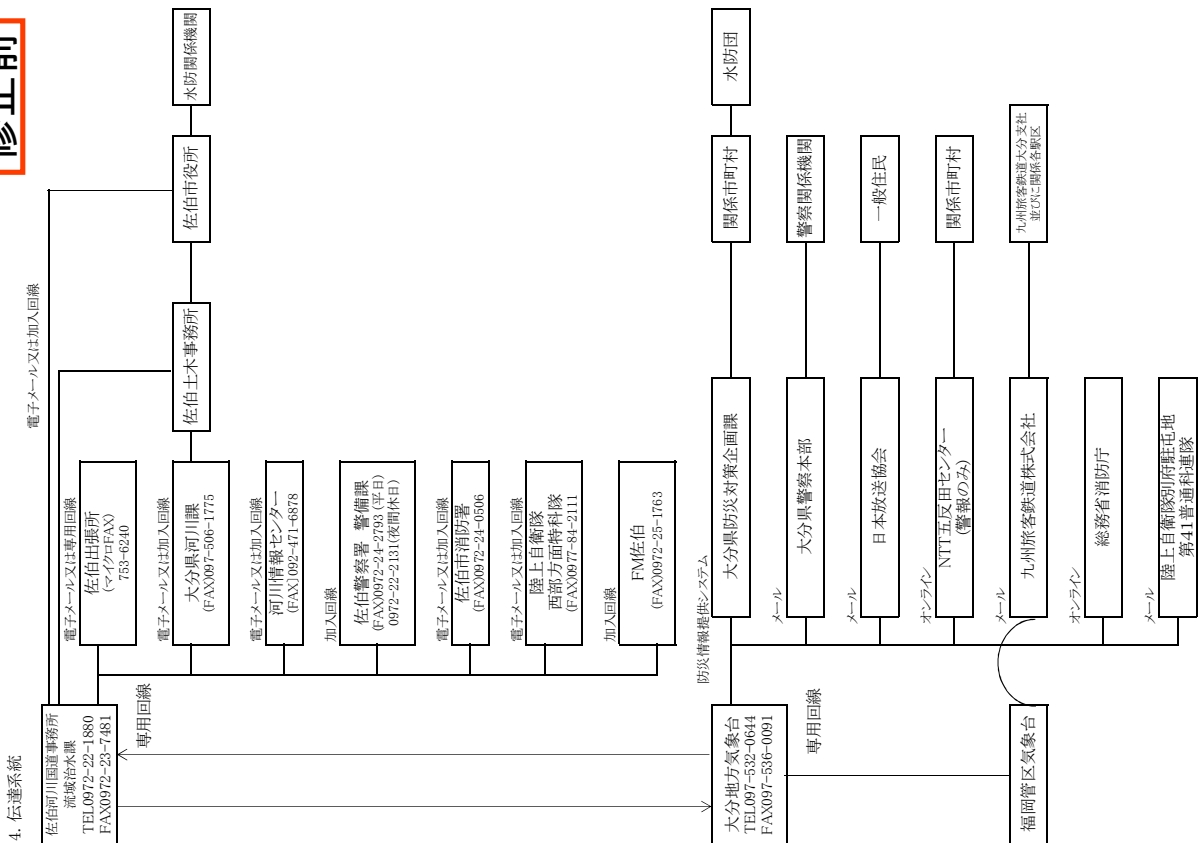 修正前
4. 伝達系統
電子メール又は加入回線
佐伯河川国道事務所
流域治水課
TEL0972-22-1880
FAX0972-23-7481
専用回線
電子メール又は専用回線
佐伯出張所
(マイクロFAX)
753-6240
電子メール又は加入回線
大分県河川課
(FAX)097-506-1775
佐伯土木事務所
佐伯市役所
水防関係機関
電子メール又は加入回線
河川情報センター
(FAX)092-471-6878
加入回線
佐伯警察署 警備課
(FAX)0972-24-2793(平日)
0972-22-2131(夜間休日)
電子メール又は加入回線
佐伯市消防署
(FAX)0972-24-0506
電子メール又は加入回線
陸上自衛隊
西部方面特科隊
(FAX)0977-84-2111
加入回線
FM佐伯
(FAX)0972-25-1763
大分地方気象台
TEL097-532-0644
FAX097-536-0091
専用回線
福岡管区気象台
防災情報提供システム
大分県防災対策企画課
関係市町村
水防団
メール
大分県警察本部
警察関係機関
メール
日本放送協会
一般住民
オンライン
NTT五反田センター
(警報のみ)
関係市町村
メール
九州旅客鉄道株式会社
九州旅客鉄道大分支社
並びに関係各駅区
オンライン
総務省消防庁
メール
陸上自衛隊別府駐屯地
第41普通科連隊